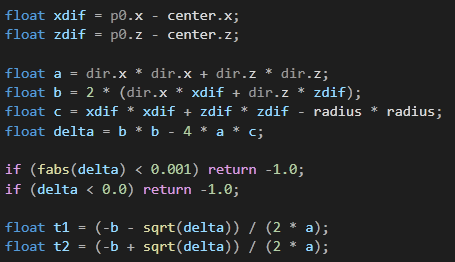 float xdif = p0.x - center.x;
float zdif = p0.z - center.z;
float a = dir.x * dir.x + dir.z * dir.z;
float b = 2 * (dir.x * xdif + dir.z * zdif);
float c = xdif * xdif + zdif * zdif - radius * radius;
float delta = b * b - 4 * a * c;
if (fabs(delta) < 0.001) return -1.0;
if (delta < 0.0) return -1.0;
float t1 = (-b - sqrt(delta)) / (2 * a);
float t2 = (-b + sqrt(delta)) / (2 * a);